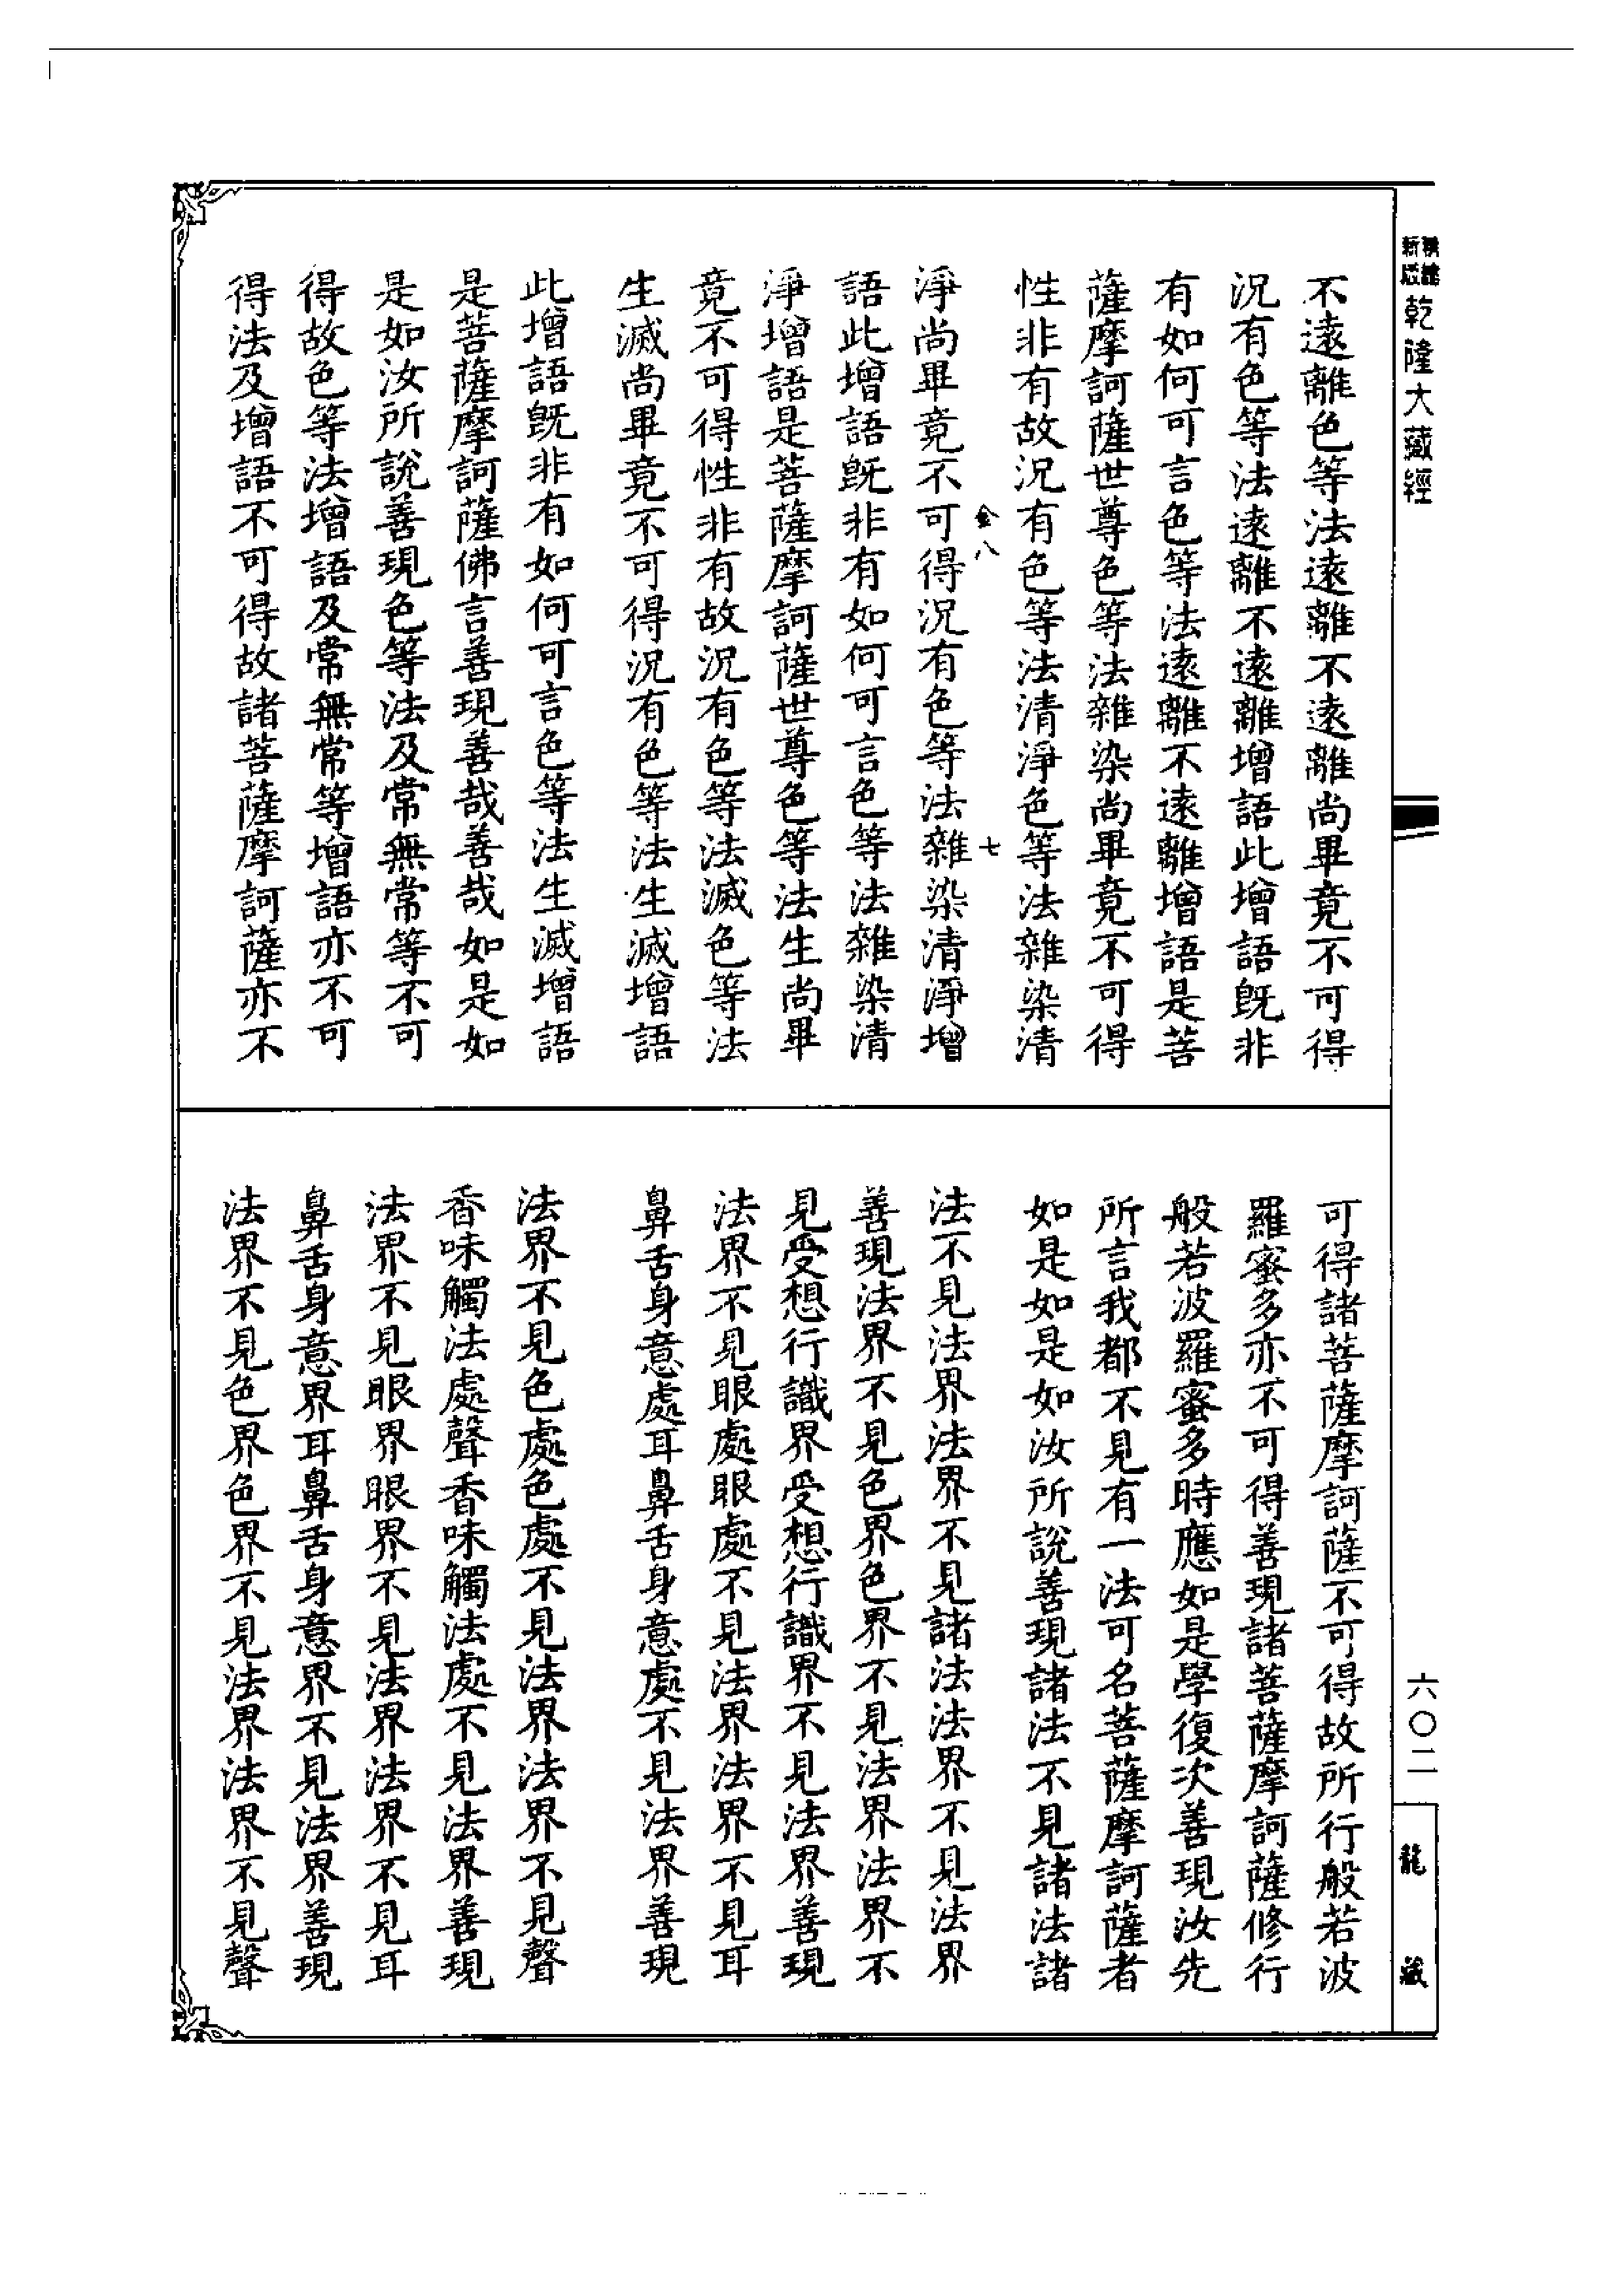 新編縮版
乾隆大藏經
六〇二
龍藏
不遠離色等法遠離不遠離尚畢竟不可得
況有色等法遠離不遠離增語此增語既非
有如何可言色等法遠離不遠離增語是菩
薩摩訶薩世尊色等法雜染尚畢竟不可得
性非有故況有色等法清淨色等法雜染清
金八 七
淨尚畢竟不可得況有色等法雜染清淨增
語此增語既非有如何可言色等法雜染清
淨增語是菩薩摩訶薩世尊色等法生尚畢
竟不可得性非有故況有色等法滅色等法
生滅尚畢竟不可得況有色等法生滅增語
此增語既非有如何可言色等法生滅增語
是菩薩摩訶薩佛言善現善哉善哉如是如
是如汝所說善現色等法及常無常等不可
得故色等法增語及常無常等增語亦不可
得法及增語不可得故諸菩薩摩訶薩亦不
可得諸菩薩摩訶薩不可得故所行般若波
羅蜜多亦不可得善現諸菩薩摩訶薩修行
般若波羅蜜多時應如是學復次善現汝先
所言我都不見有一法可名菩薩摩訶薩者
如是如是如汝所說善現諸法不見諸法諸
法不見法界法界不見諸法法界不見法界
善現法界不見色界色界不見法界法界不
見受想行識界受想行識界不見法界善現
法界不見眼處眼處不見法界法界不見耳
鼻舌身意處耳鼻舌身意處不見法界善現
法界不見色處色處不見法界法界不見聲
香味觸法處聲香味觸法處不見法界善現
法界不見眼界眼界不見法界法界不見耳
鼻舌身意界耳鼻舌身意界不見法界善現
法界不見色界色界不見法界法界不見聲